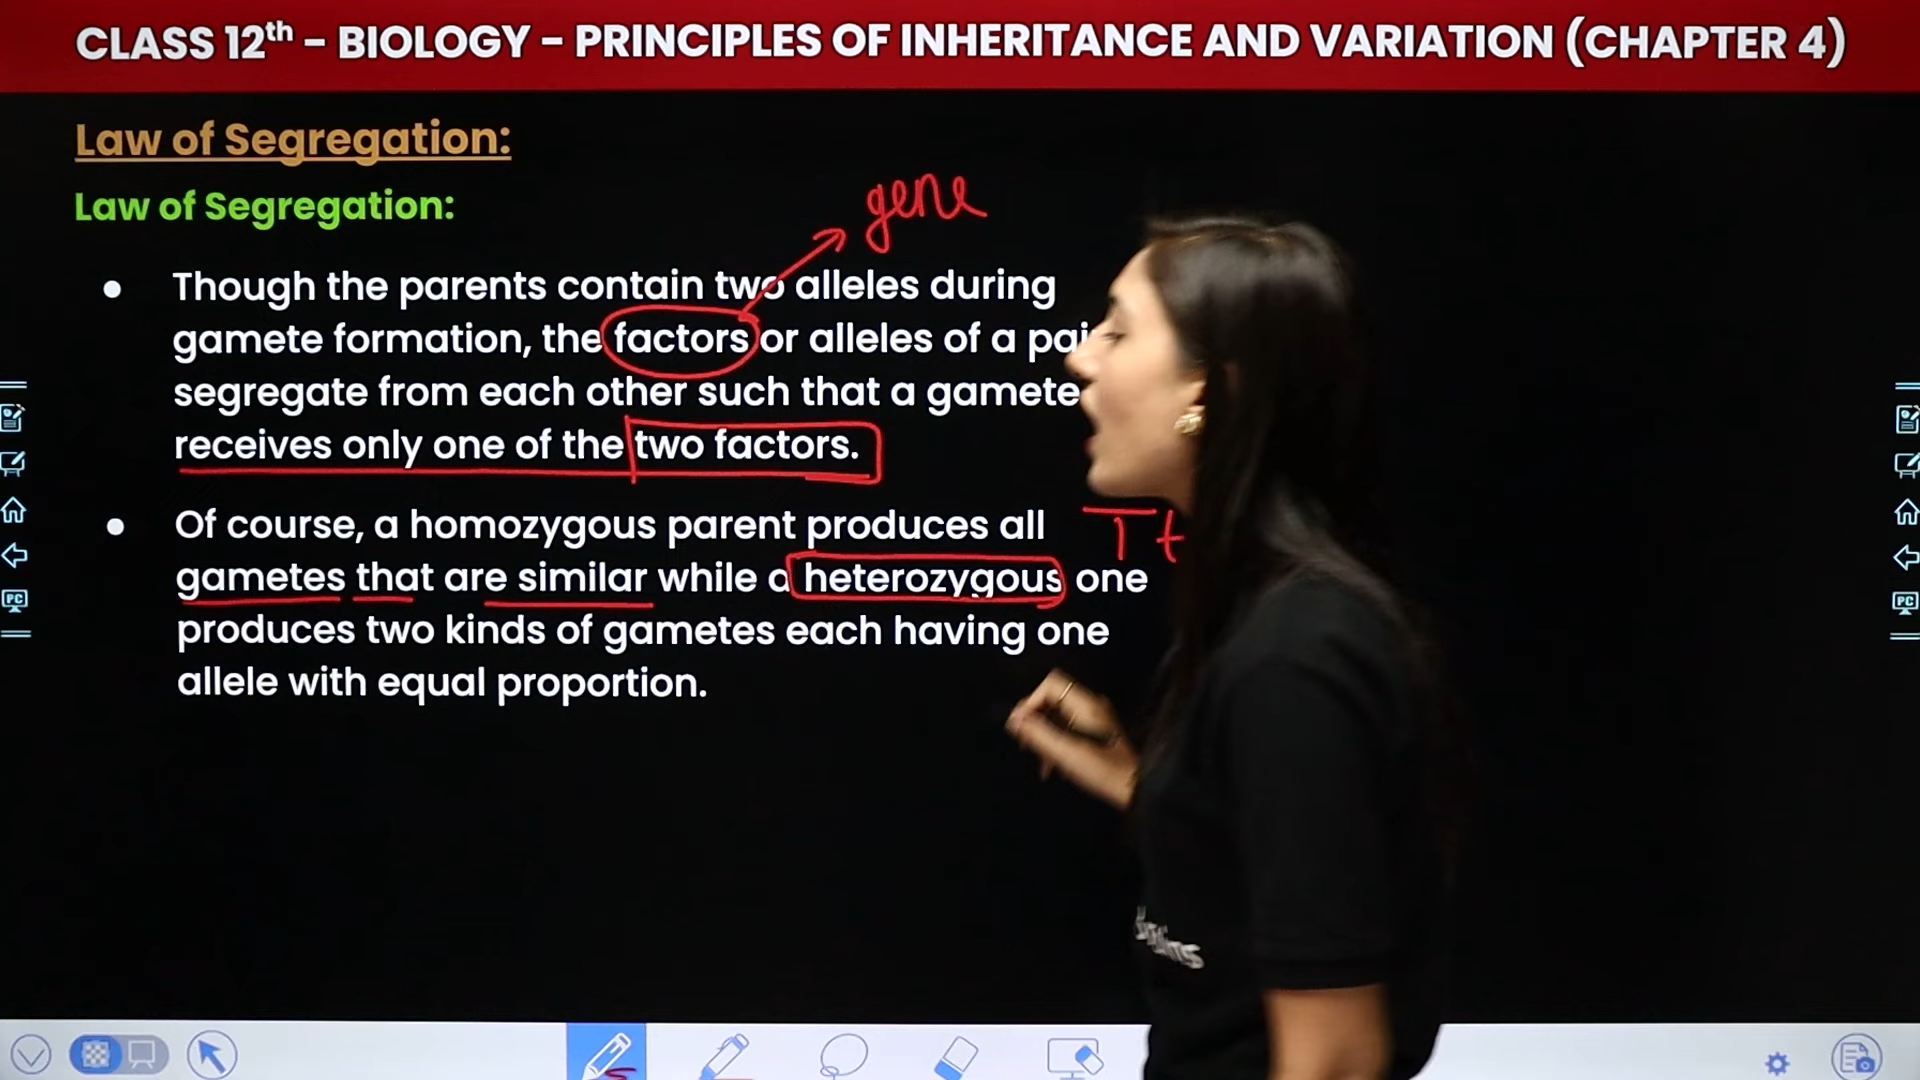 CLASS 12th – BIOLOGY – PRINCIPLES OF INHERITANCE AND VARIATION (CHAPTER 4)
Law of Segregation:
Law of Segregation:
gene
• Though the parents contain two alleles during
gamete formation, the factors or alleles of a
segregate from each other such that a gamete
receives only one of the two factors.
• Of course, a homozygous parent produces all
T t
gametes that are similar while a heterozygous one
produces two kinds of gametes each having one
allele with equal proportion.
PC
PC